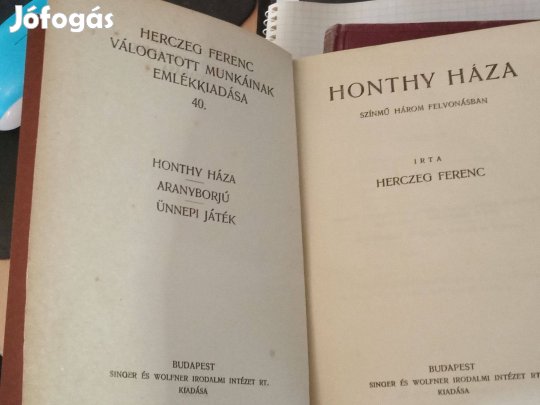 Jófogás
HERCZEG FERENC
VÁLOGATOTT MUNKÁINAK
EMLÉKKIADÁSA
40.
HONTHY HÁZA
ARANYBORJÚ
ÜNNEPI JÁTÉK
BUDAPEST
SINGER ÉS WOLFNER IRODALMI INTÉZET RT.
KIADÁSA
HONTHY HÁZA
SZÍNMŰ HÁROM FELVONÁSBAN
IRTA
HERCZEG FERENC
BUDAPEST
SINGER ÉS WOLFNER IRODALMI INTÉZET RT.
KIADÁSA